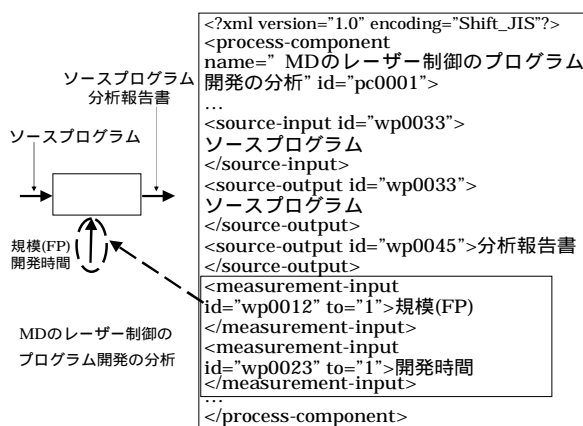 ソースプログラム
分析報告書
ソースプログラム
規模(FP)
開発時間
MDのレーザー制御の
プログラム開発の分析
<?xml version="1.0" encoding="Shift_JIS"?>
<process-component
name=" MDのレーザー制御のプログラム
開発の分析" id="pc0001">
…
<source-input id="wp0033">
ソースプログラム
</source-input>
<source-output id="wp0033">
ソースプログラム
</source-output>
<source-output id="wp0045">分析報告書
</source-output>
<measurement-input
id="wp0012" to="1">規模(FP)
</measurement-input>
<measurement-input
id="wp0023" to="1">開発時間
</measurement-input>
…
</process-component>